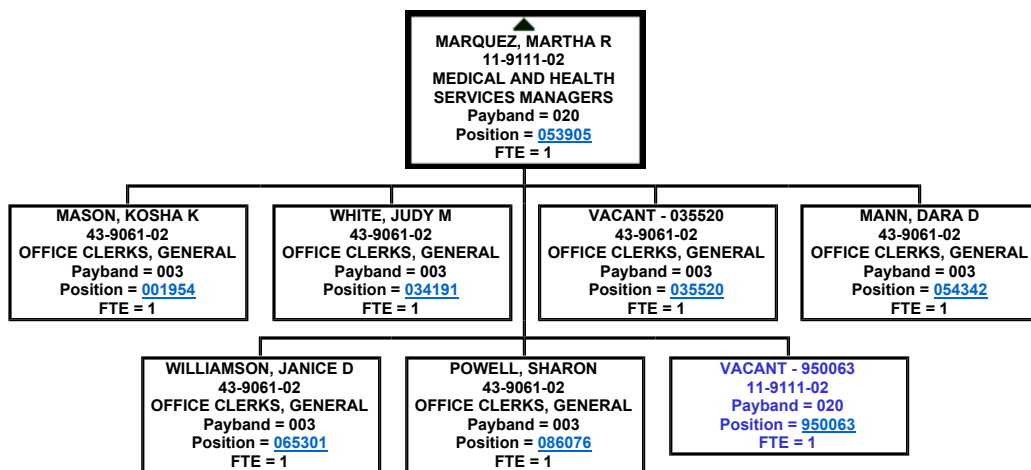 MARQUEZ, MARTHA R
11-9111-02
MEDICAL AND HEALTH
SERVICES MANAGERS
Payband = 020
Position = 053905
FTE = 1
MASON, KOSHA K
43-9061-02
OFFICE CLERKS, GENERAL
Payband = 003
Position = 001954
FTE = 1
WHITE, JUDY M
43-9061-02
OFFICE CLERKS, GENERAL
Payband = 003
Position = 034191
FTE = 1
VACANT - 035520
43-9061-02
OFFICE CLERKS, GENERAL
Payband = 003
Position = 035520
FTE = 1
MANN, DARA D
43-9061-02
OFFICE CLERKS, GENERAL
Payband = 003
Position = 054342
FTE = 1
WILLIAMSON, JANICE D
43-9061-02
OFFICE CLERKS, GENERAL
Payband = 003
Position = 065301
FTE = 1
POWELL, SHARON
43-9061-02
OFFICE CLERKS, GENERAL
Payband = 003
Position = 086076
FTE = 1
VACANT - 950063
11-9111-02
Payband = 020
Position = 950063
FTE = 1